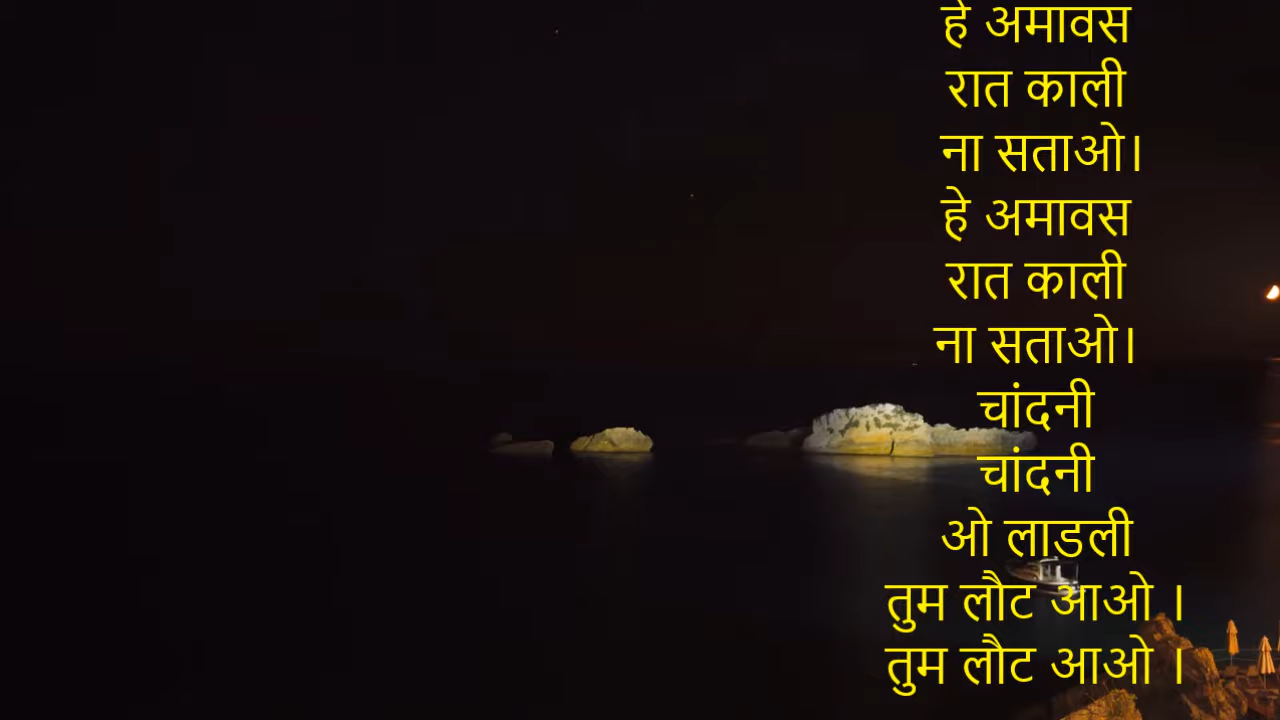 हे अमावस
रात काली
ना सताओ।
हे अमावस
रात काली
ना सताओ।
चांदनी
चांदनी
ओ लाडली
तुम लौट आओ ।
तुम लौट आओ ।